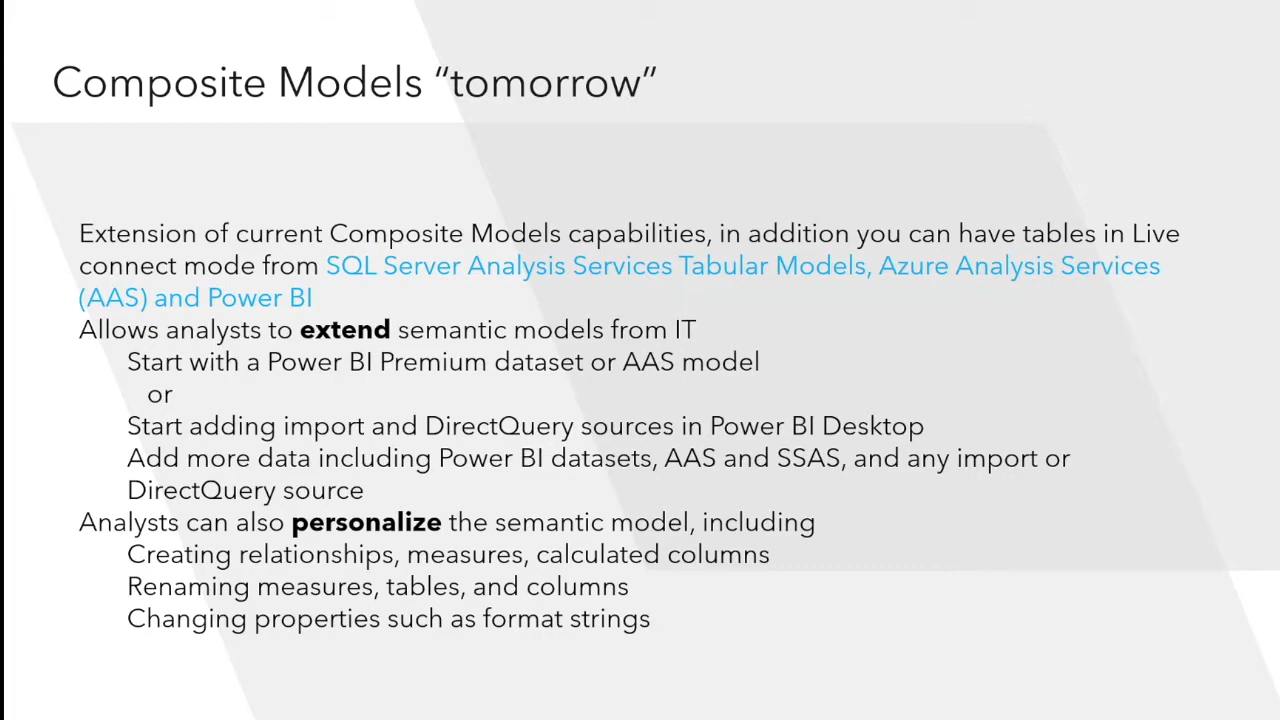 Composite Models “tomorrow”
Extension of current Composite Models capabilities, in addition you can have tables in Live
connect mode from SQL Server Analysis Services Tabular Models, Azure Analysis Services
(AAS) and Power BI
Allows analysts to extend semantic models from IT
Start with a Power BI Premium dataset or AAS model
or
Start adding import and DirectQuery sources in Power BI Desktop
Add more data including Power BI datasets, AAS and SSAS, and any import or
DirectQuery source
Analysts can also personalize the semantic model, including
Creating relationships, measures, calculated columns
Renaming measures, tables, and columns
Changing properties such as format strings